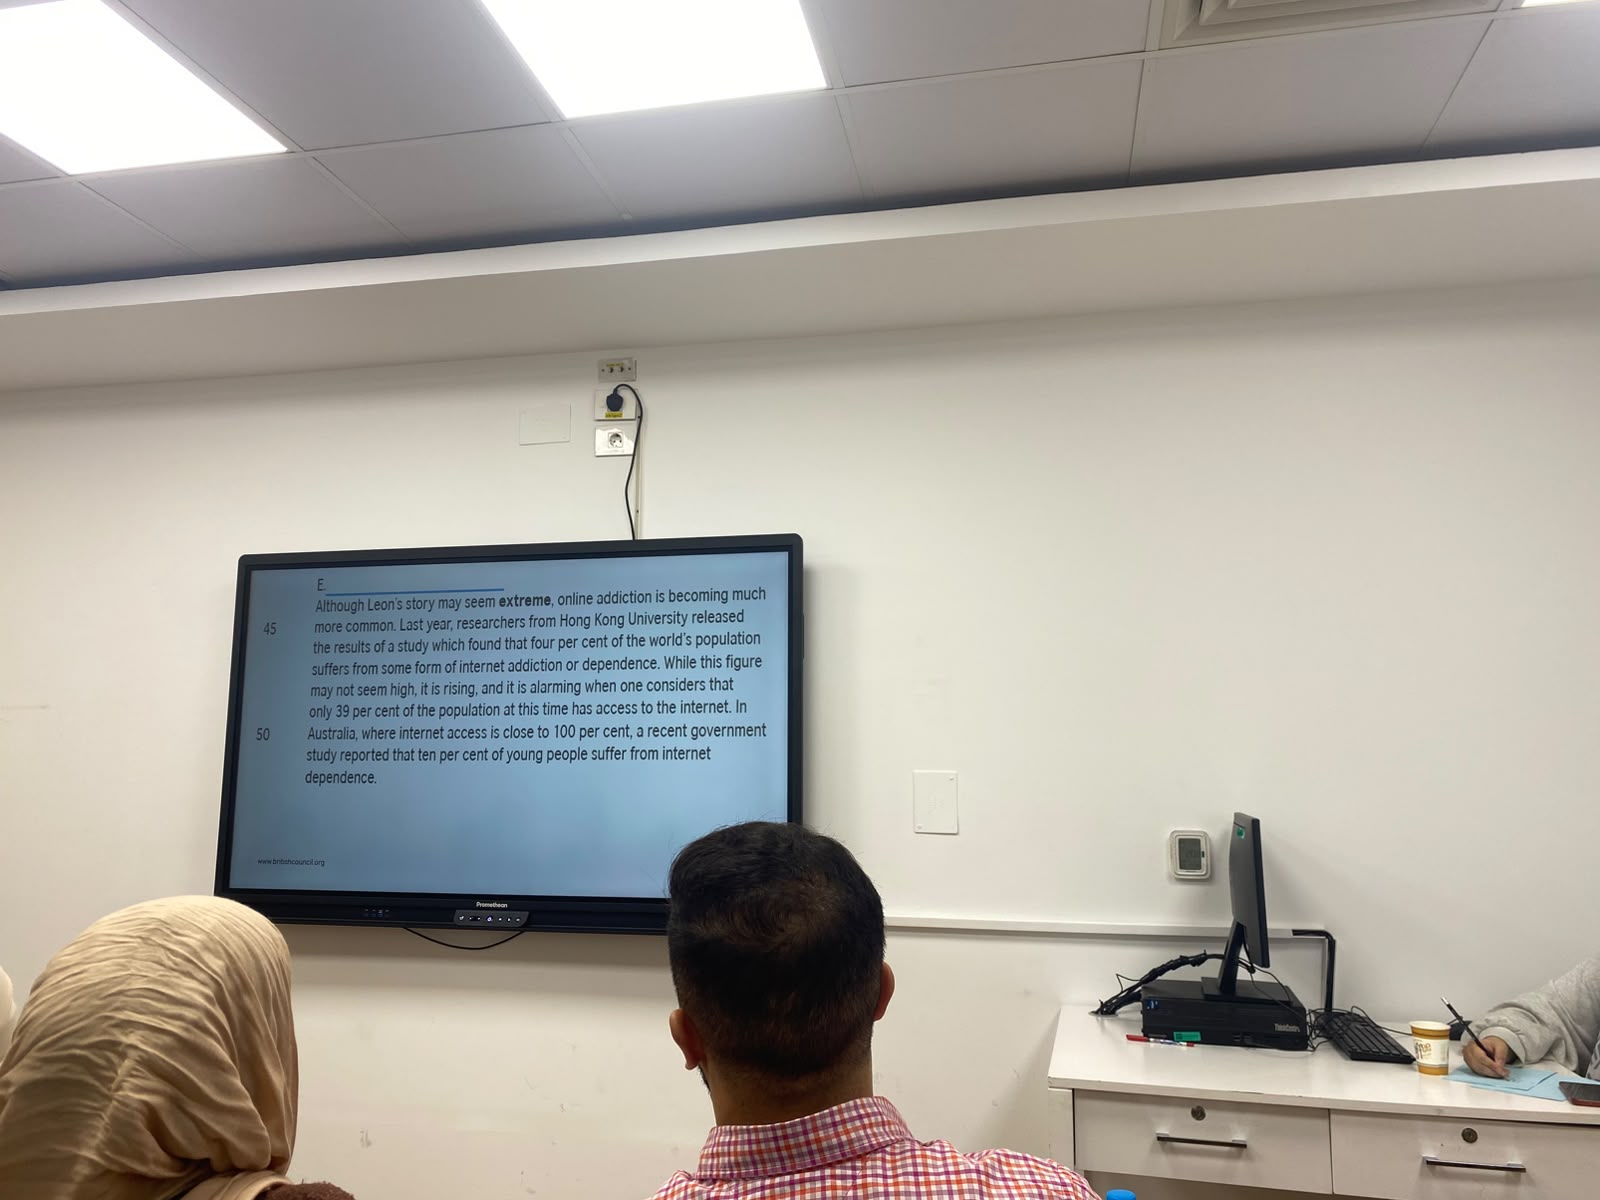 E.
Although Leon's story may seem extreme, online addiction is becoming much
45 more common. Last year, researchers from Hong Kong University released
the results of a study which found that four per cent of the world's population
suffers from some form of internet addiction or dependence. While this figure
may not seem high, it is rising, and it is alarming when one considers that
only 39 per cent of the population at this time has access to the internet. In
50 Australia, where internet access is close to 100 per cent, a recent government
study reported that ten per cent of young people suffer from internet
dependence.
www.britishcouncil.org
Promethean
ThinkCentre